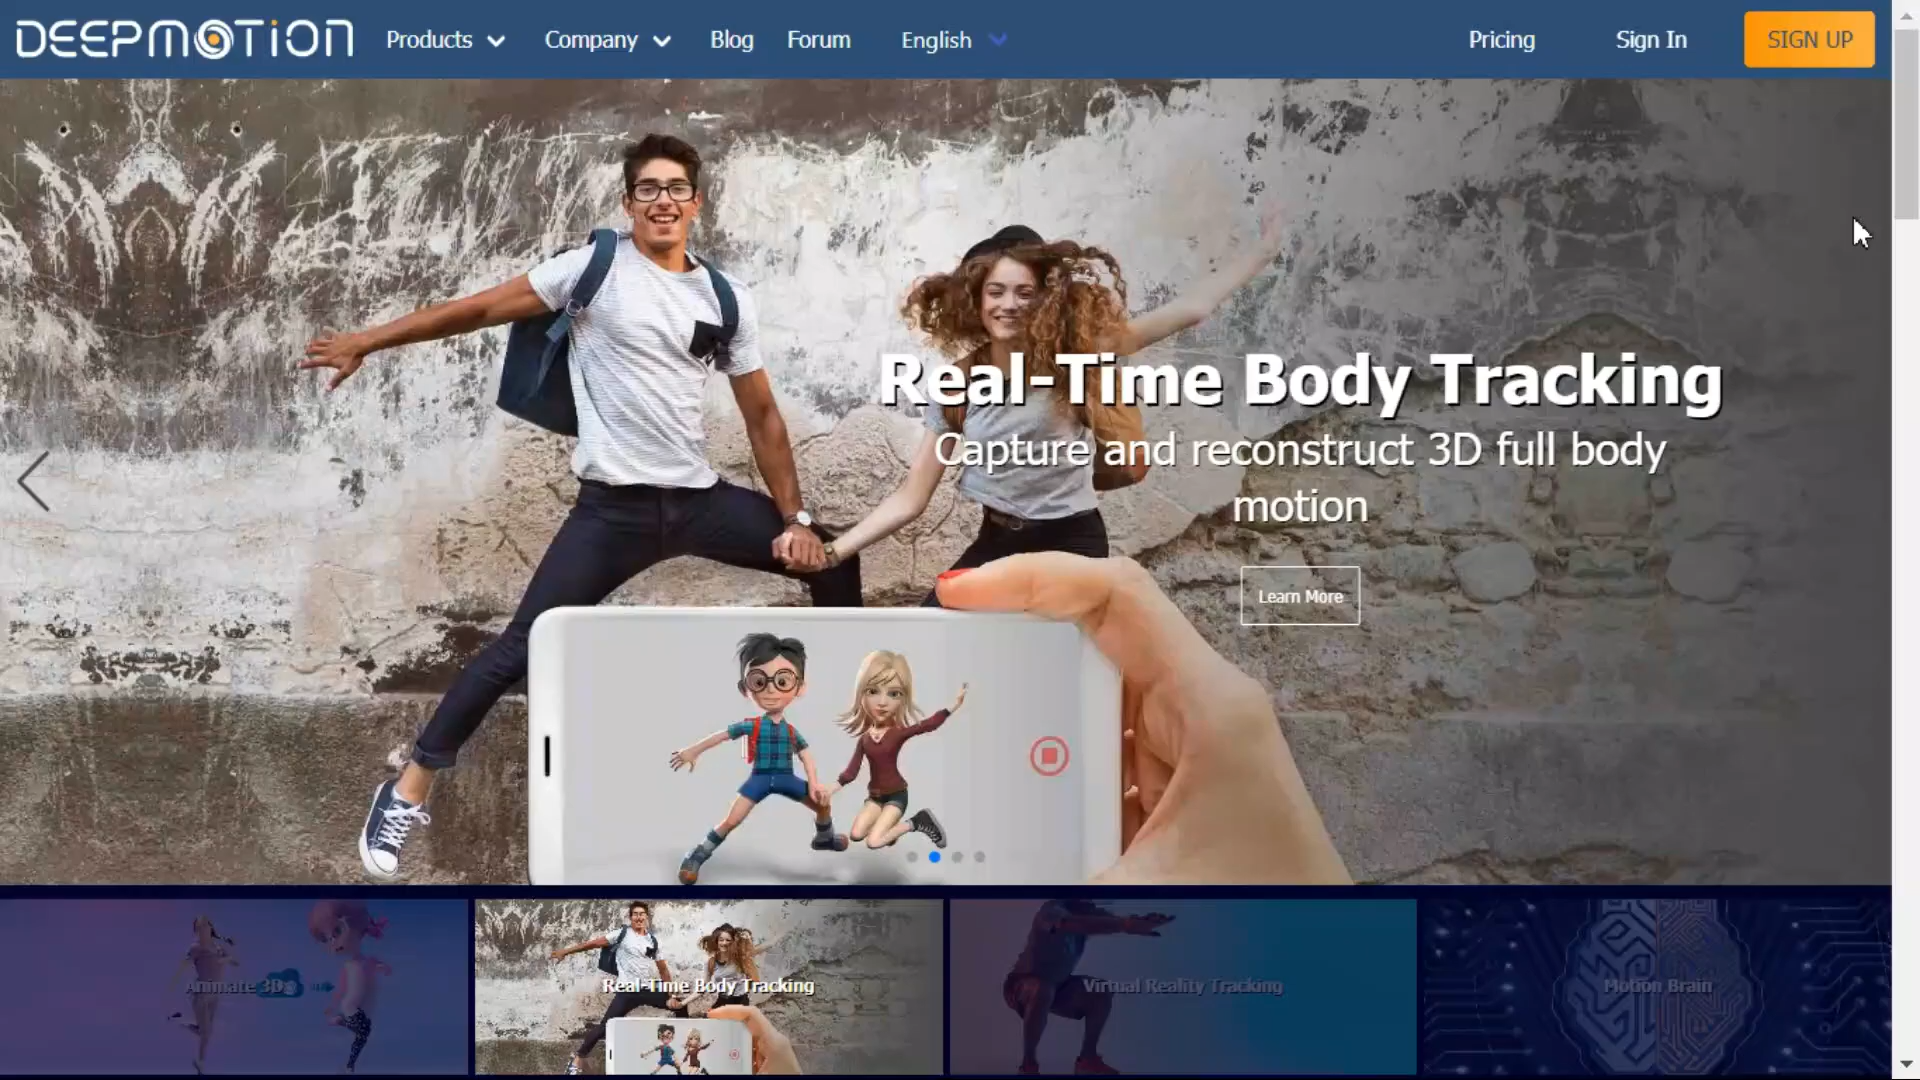 DEEPMOTION
Products
Company
Blog
Forum
English
Pricing
Sign In
SIGN UP
Real-Time Body Tracking
Capture and reconstruct 3D full body
motion
Learn More
Animate 3D
Real-Time Body Tracking
Virtual Reality Tracking
Motion Brain